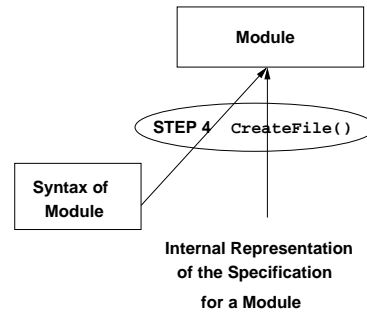 Module
STEP 4 CreateFile()
Syntax of
Module
Internal Representation
of the Specification
for a Module